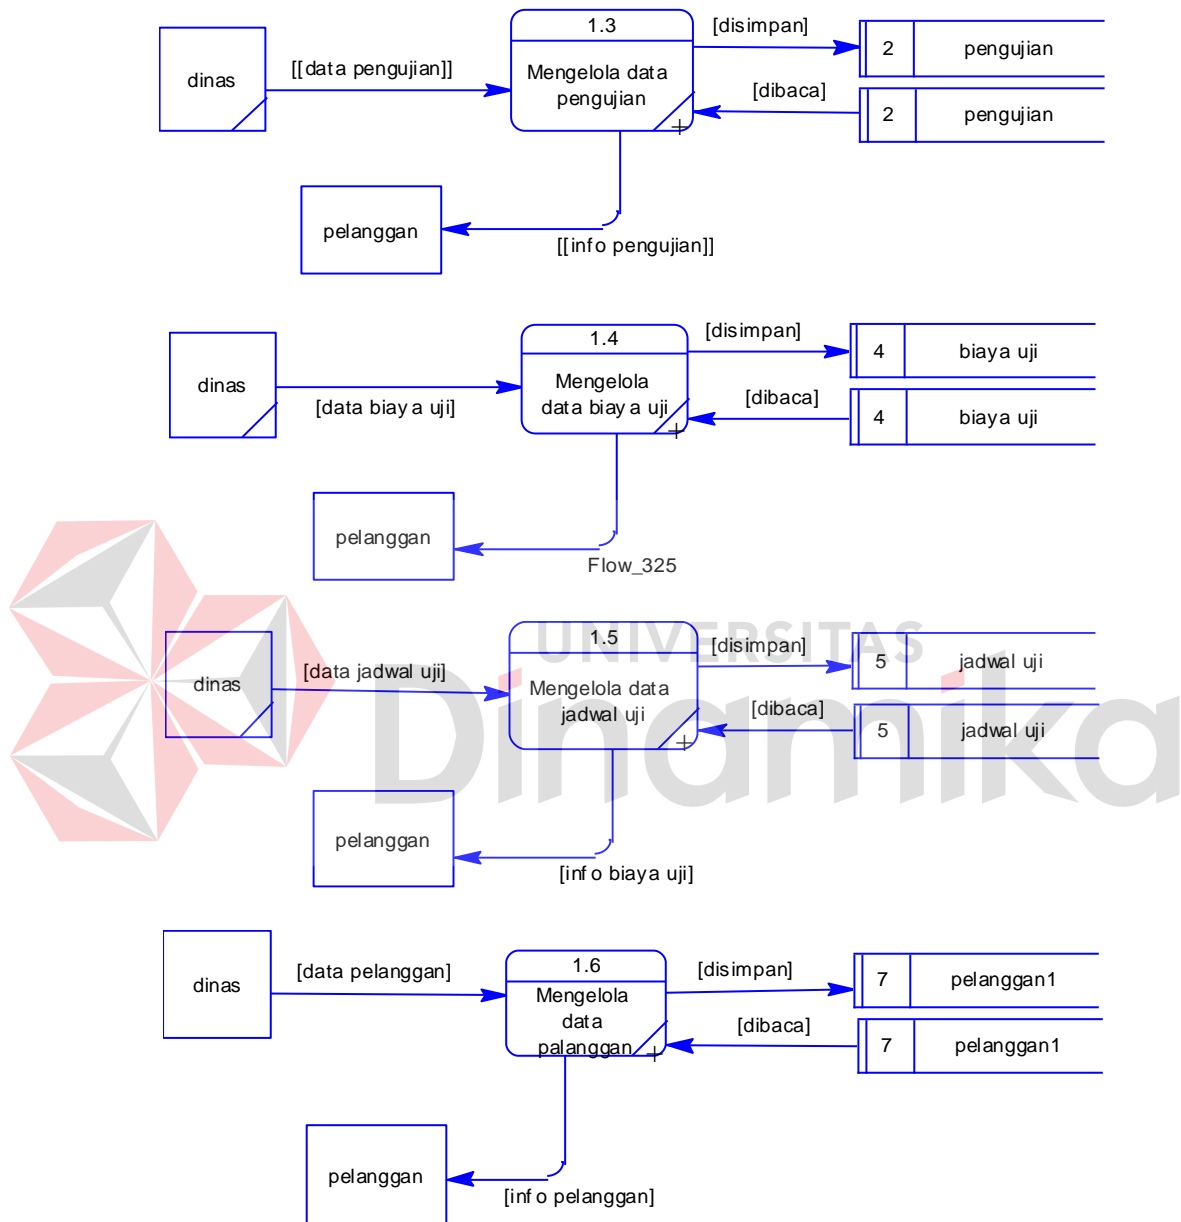 1.3
[disimpan]
2 pengujian
dinas
[[data pengujian]]
Mengelola data
pengujian
[dibaca]
2 pengujian
pelanggan
[[info pengujian]]
1.4
[disimpan]
4 biaya uji
dinas
Mengelola
data biaya uji
[data biaya uji]
[dibaca]
4 biaya uji
pelanggan
Flow_325
UNIVERSITAS
Dinamika
1.5
[disimpan]
5 jadwal uji
dinas
[data jadwal uji]
Mengelola data
jadwal uji
[dibaca]
5 jadwal uji
pelanggan
[info biaya uji]
1.6
[disimpan]
7 pelanggan1
dinas
[data pelanggan]
Mengelola
data
palanggan
[dibaca]
7 pelanggan1
pelanggan
[info pelanggan]